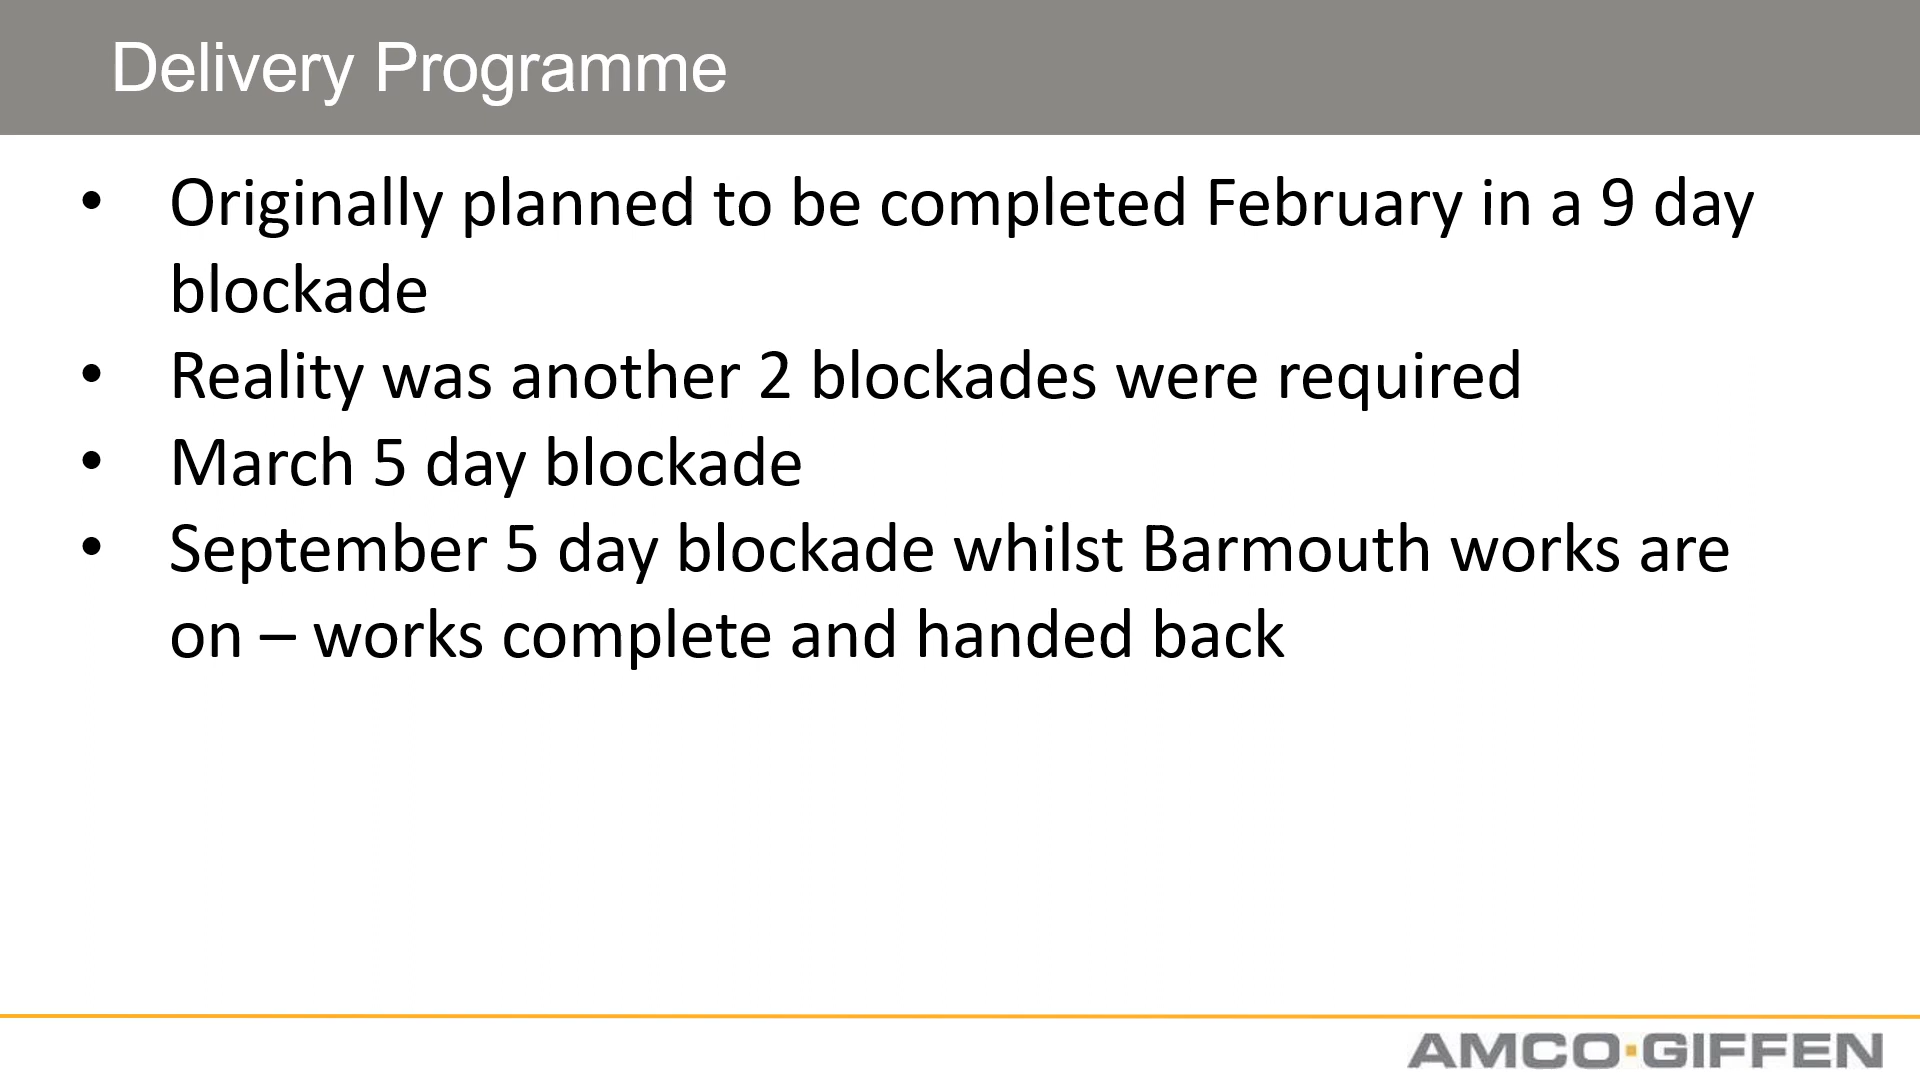 Delivery Programme
• Originally planned to be completed February in a 9 day
blockade
• Reality was another 2 blockades were required
• March 5 day blockade
• September 5 day blockade whilst Barmouth works are
on – works complete and handed back
AMCO·GIFFEN